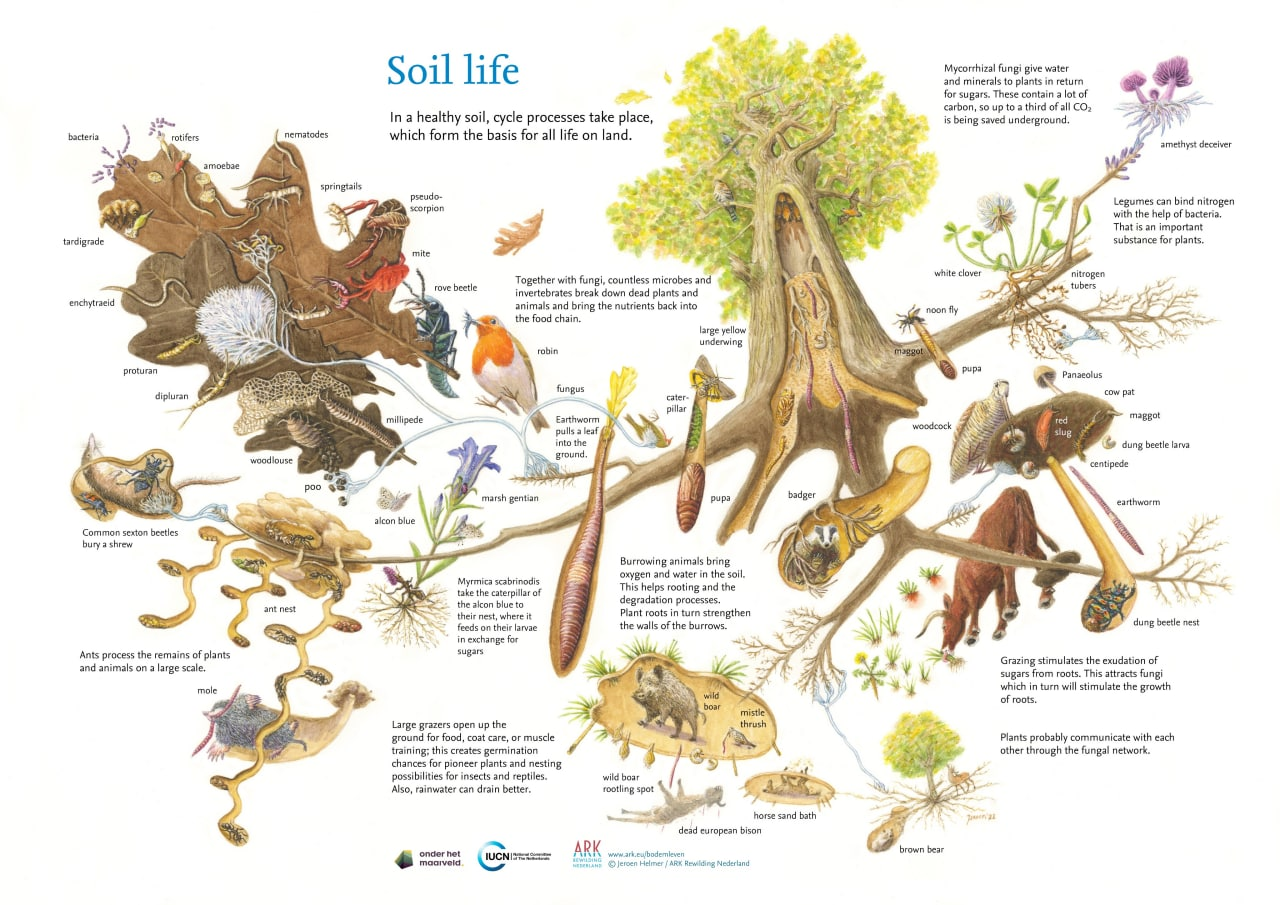 Soil life
In a healthy soil, cycle processes take place,
which form the basis for all life on land.
Mycorrhizal fungi give water
and minerals to plants in return
for sugars. These contain a lot of
carbon, so up to a third of all CO₂
is being saved underground.
amethyst deceiver
Legumes can bind nitrogen
with the help of bacteria.
That is an important
substance for plants.
white clover
nitrogen
tubers
bacteria
rotifers
nematodes
amoebae
springtails
pseudo-
scorpion
tardigrade
mite
enchytraeid
rove beetle
Together with fungi, countless microbes and
invertebrates break down dead plants and
animals and bring the nutrients back into
the food chain.
robin
large yellow
underwing
noon fly
maggot
pupa
proturan
dipluran
millipede
woodlouse
poo
fungus
Earthworm
pulls a leaf
into the
ground.
cater-
pillar
pupa
Panaeolus
cow pat
maggot
red
slug
dung beetle larva
centipede
woodcock
earthworm
badger
dung beetle nest
Common sexton beetles
bury a shrew
alcon blue
marsh gentian
Myrmica scabrinodis
take the caterpillar of
the alcon blue to
their nest, where it
feeds on their larvae
in exchange for
sugars
ant nest
Ants process the remains of plants
and animals on a large scale.
mole
Burrowing animals bring
oxygen and water in the soil.
This helps rooting and the
degradation processes.
Plant roots in turn strengthen
the walls of the burrows.
Grazing stimulates the exudation of
sugars from roots. This attracts fungi
which in turn will stimulate the growth
of roots.
Plants probably communicate with each
other through the fungal network.
Large grazers open up the
ground for food, coat care, or muscle
training; this creates germination
chances for pioneer plants and nesting
possibilities for insects and reptiles.
Also, rainwater can drain better.
wild
boar
mistle
thrush
wild boar
rootling spot
dead european bison
horse sand bath
brown bear
onder het
maarveld.
IUCN
National Committee
of The Netherlands
ARK
REWILDING
NEDERLAND
www.ark.eu/bodemleven
© Jeroen Helmer / ARK Rewilding Nederland